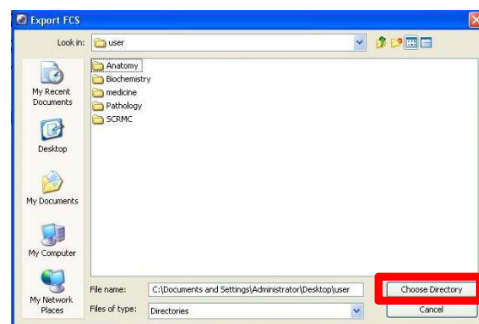 Export FCS
Look in: user
Anatomy
Biochemistry
medicine
Pathology
SCRMC
My Recent
Documents
Desktop
My Documents
My Computer
My Network
Places
File name: C:\Documents and Settings\Administrator\Desktop\user
Choose Directory
Files of type: Directories
Cancel